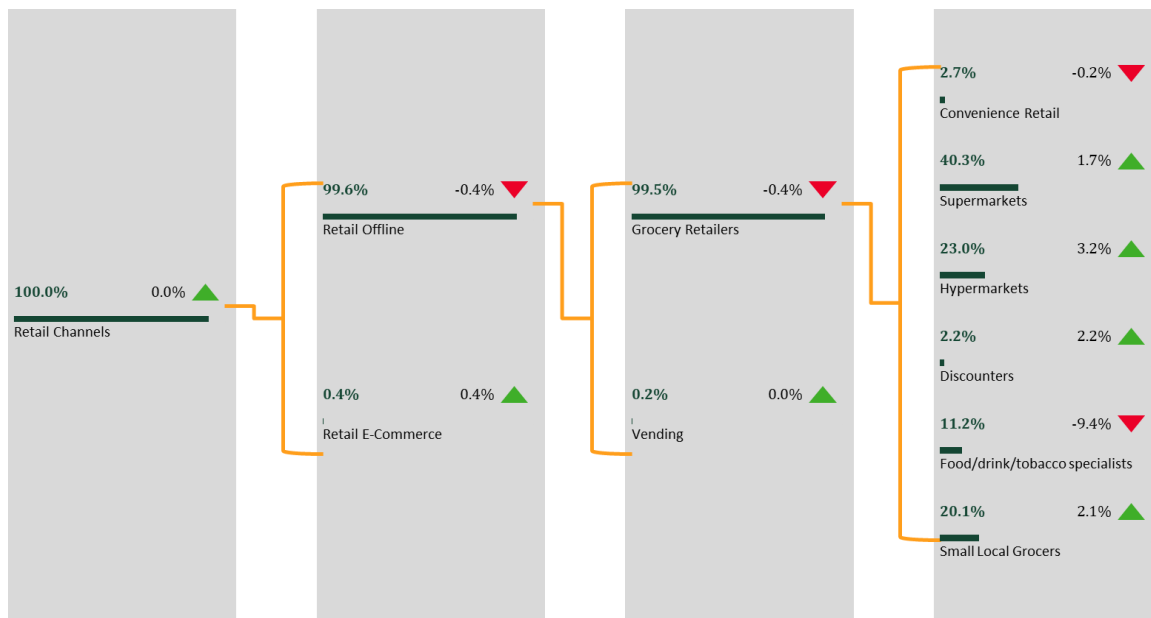 100.0% 0.0%
Retail Channels
99.6% -0.4%
Retail Offline
0.4% 0.4%
Retail E-Commerce
99.5% -0.4%
Grocery Retailers
0.2% 0.0%
Vending
2.7% -0.2%
Convenience Retail
40.3% 1.7%
Supermarkets
23.0% 3.2%
Hypermarkets
2.2% 2.2%
Discounters
11.2% -9.4%
Food/drink/tobacco specialists
20.1% 2.1%
Small Local Grocers